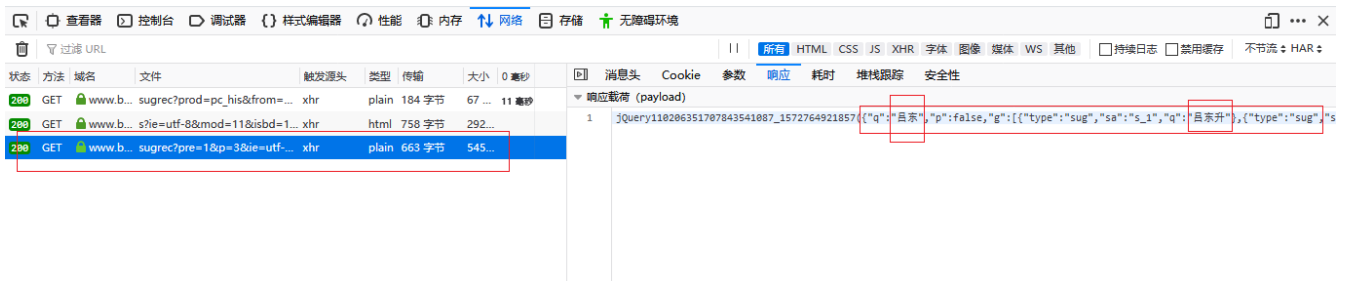 查看器 控制台 调试器 {} 样式编辑器 性能 内存 网络 存储 无障碍环境
过滤 URL
所有 HTML CSS JS XHR 字体 图像 媒体 WS 其他 持续日志 禁用缓存 不节流 HAR
状态 方法 域名 文件 触发源头 类型 传输 大小 0 毫秒
消息头 Cookie 参数 响应 耗时 堆栈跟踪 安全性
200 GET www.b... sugrec?prod=pc_his&from=... xhr plain 184 字节 67 ... 11 毫秒
响应载荷 (payload)
200 GET www.b... s?ie=utf-8&mod=11&isbd=1... xhr html 758 字节 292...
1 jQuery110206351707843541087_1572764921857({"q":"吕东","p":false,"g":[{"type":"sug","sa":"s_1","q":"吕东升"},{"type":"sug","s
200 GET www.b... sugrec?pre=1&p=3&ie=utf-... xhr plain 663 字节 545...